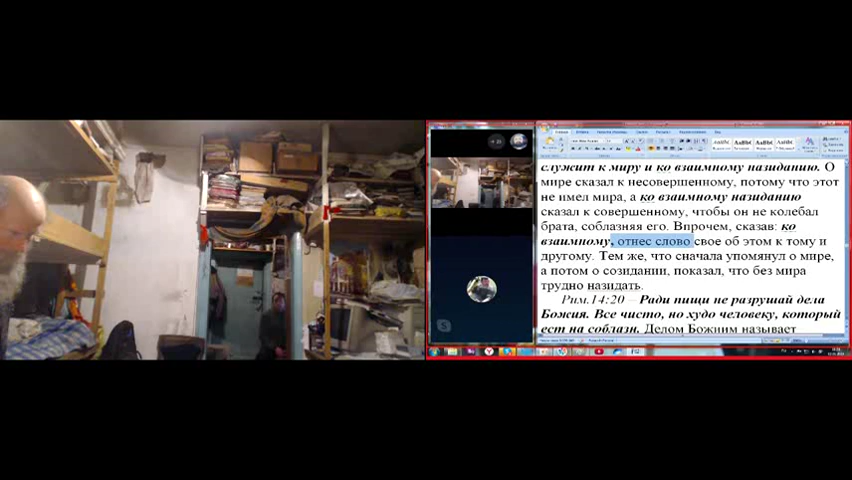 служит к миру и ко взаимному назиданию. О
мире сказал к несовершенному, потому что этот
не имел мира, а ко взаимному назиданию
сказал к совершенному, чтобы он не колебал
брата, соблазняя его. Впрочем, сказав: ко
взаимному, отнес слово свое об этом к тому и
другому. Тем же, что сначала упомянул о мире,
а потом о созидании, показал, что без мира
трудно назидать.
Рим.14:20 – Ради пищи не разрушай дела
Божия. Все чисто, но худо человеку, который
ест на соблазн. Делом Божиим называет